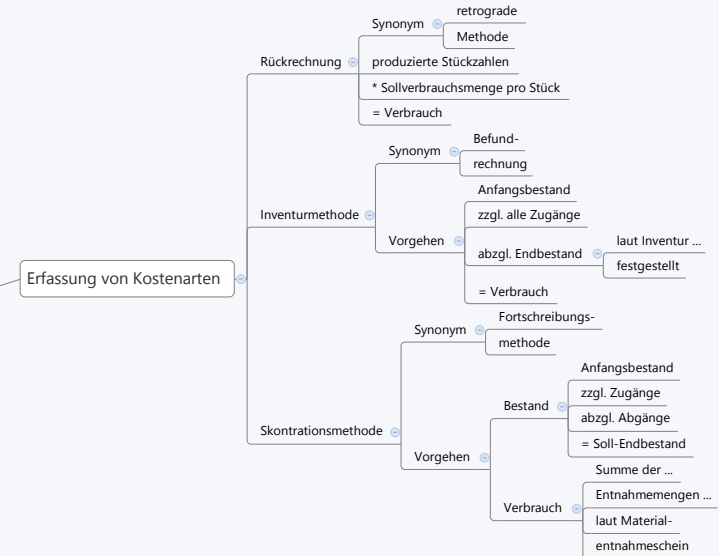 Erfassung von Kostenarten
Rückrechnung
Synonym
retrograde
Methode
produzierte Stückzahlen
* Sollverbrauchsmenge pro Stück
= Verbrauch
Inventurmethode
Synonym
Befund-
rechnung
Vorgehen
Anfangsbestand
zzgl. alle Zugänge
abzgl. Endbestand
laut Inventur ...
festgestellt
= Verbrauch
Skontrationsmethode
Synonym
Fortschreibungs-
methode
Vorgehen
Bestand
Anfangsbestand
zzgl. Zugänge
abzgl. Abgänge
= Soll-Endbestand
Verbrauch
Summe der ...
Entnahmemengen ...
laut Material-
entnahmeschein